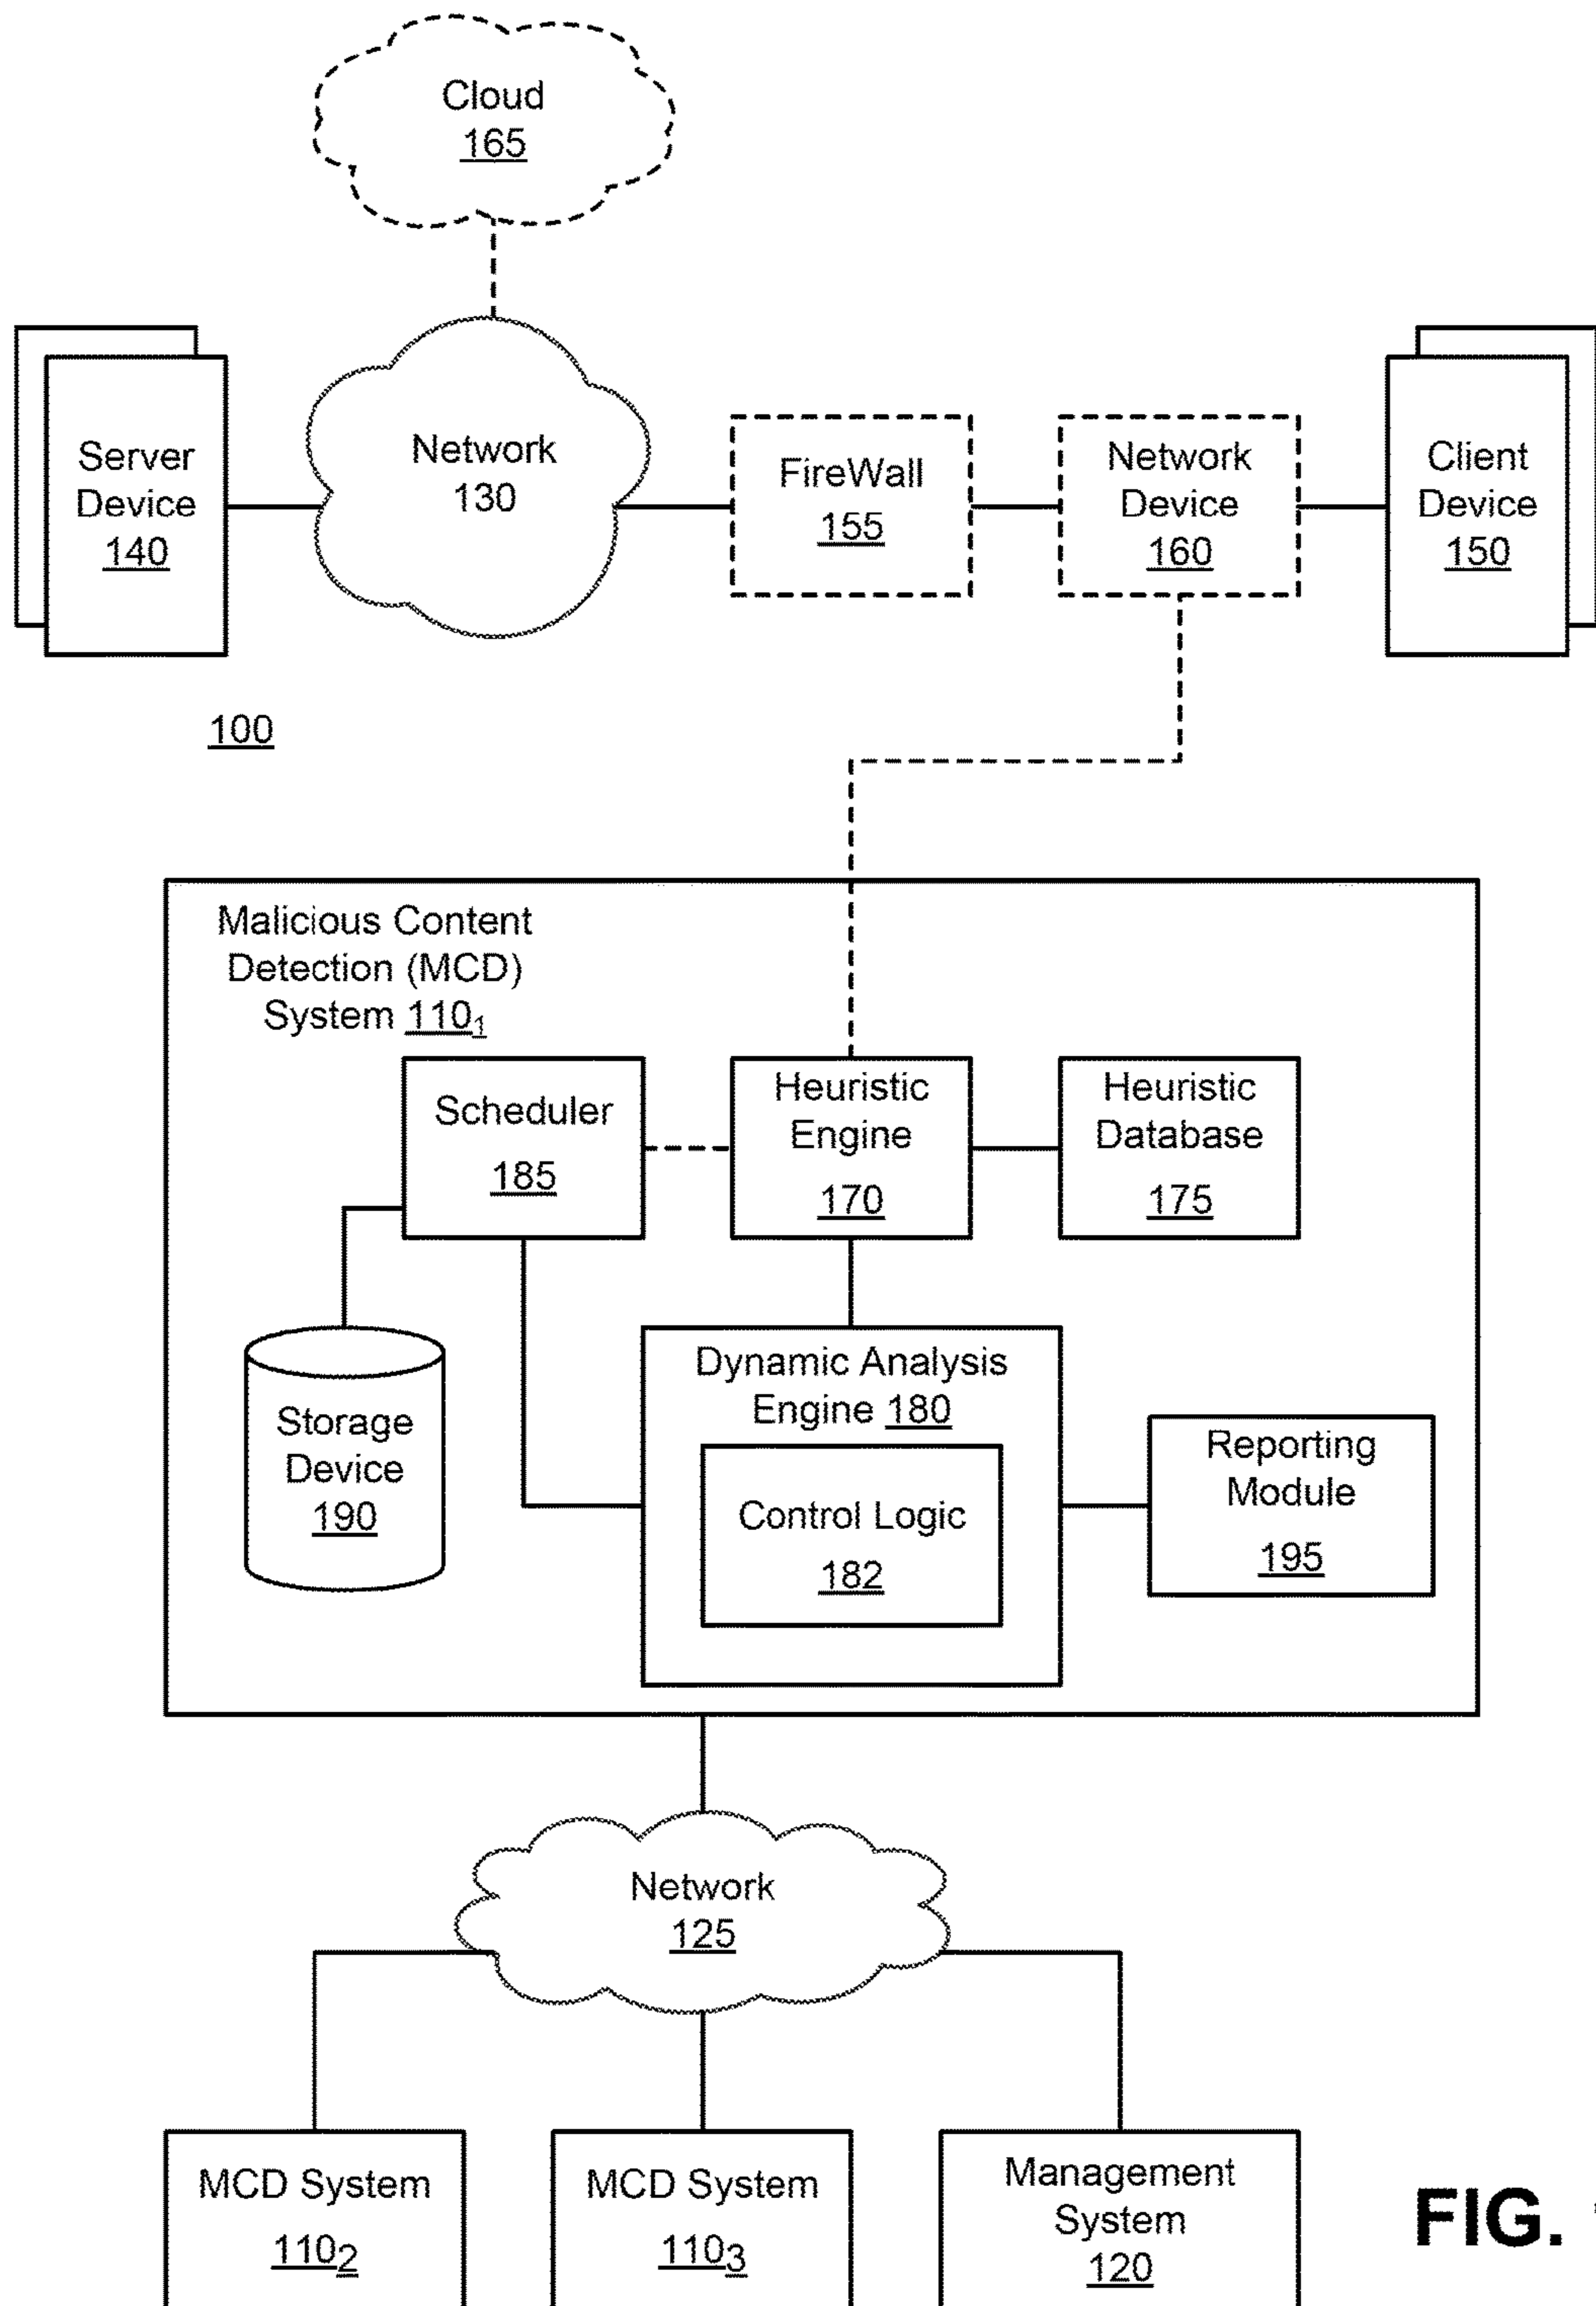 Cloud
165
Server
Device
140
Network
130
FireWall
155
Network
Device
160
Client
Device
150
100
Malicious Content
Detection (MCD)
System 110₁
Scheduler
185
Heuristic
Engine
170
Heuristic
Database
175
Storage
Device
190
Dynamic Analysis
Engine 180
Control Logic
182
Reporting
Module
195
Network
125
MCD System
110₂
MCD System
110₃
Management
System
120
FIG.